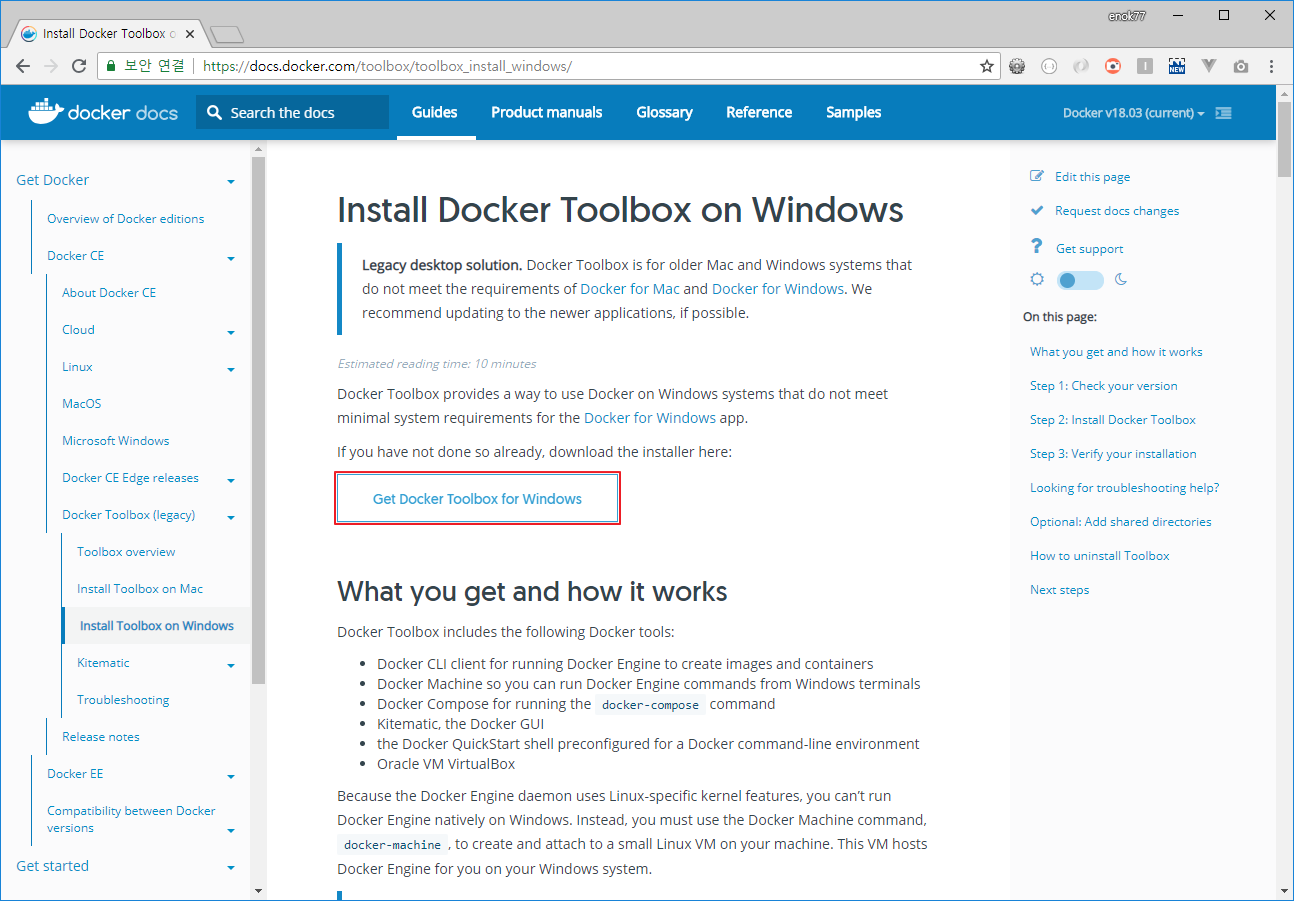 enok77
Install Docker Toolbox o
보안 연결
https://docs.docker.com/toolbox/toolbox_install_windows/
NEW
docker docs
Search the docs
Guides
Product manuals
Glossary
Reference
Samples
Docker v18.03 (current)
Get Docker
Overview of Docker editions
Docker CE
About Docker CE
Cloud
Linux
MacOS
Microsoft Windows
Docker CE Edge releases
Docker Toolbox (legacy)
Toolbox overview
Install Toolbox on Mac
Install Toolbox on Windows
Kitematic
Troubleshooting
Release notes
Docker EE
Compatibility between Docker
versions
Get started
Install Docker Toolbox on Windows
Legacy desktop solution. Docker Toolbox is for older Mac and Windows systems that
do not meet the requirements of Docker for Mac and Docker for Windows. We
recommend updating to the newer applications, if possible.
Estimated reading time: 10 minutes
Docker Toolbox provides a way to use Docker on Windows systems that do not meet
minimal system requirements for the Docker for Windows app.
If you have not done so already, download the installer here:
Get Docker Toolbox for Windows
What you get and how it works
Docker Toolbox includes the following Docker tools:
• Docker CLI client for running Docker Engine to create images and containers
• Docker Machine so you can run Docker Engine commands from Windows terminals
• Docker Compose for running the docker-compose command
• Kitematic, the Docker GUI
• the Docker QuickStart shell preconfigured for a Docker command-line environment
• Oracle VM VirtualBox
Because the Docker Engine daemon uses Linux-specific kernel features, you can’t run
Docker Engine natively on Windows. Instead, you must use the Docker Machine command,
docker-machine , to create and attach to a small Linux VM on your machine. This VM hosts
Docker Engine for you on your Windows system.
Edit this page
Request docs changes
Get support
On this page:
What you get and how it works
Step 1: Check your version
Step 2: Install Docker Toolbox
Step 3: Verify your installation
Looking for troubleshooting help?
Optional: Add shared directories
How to uninstall Toolbox
Next steps